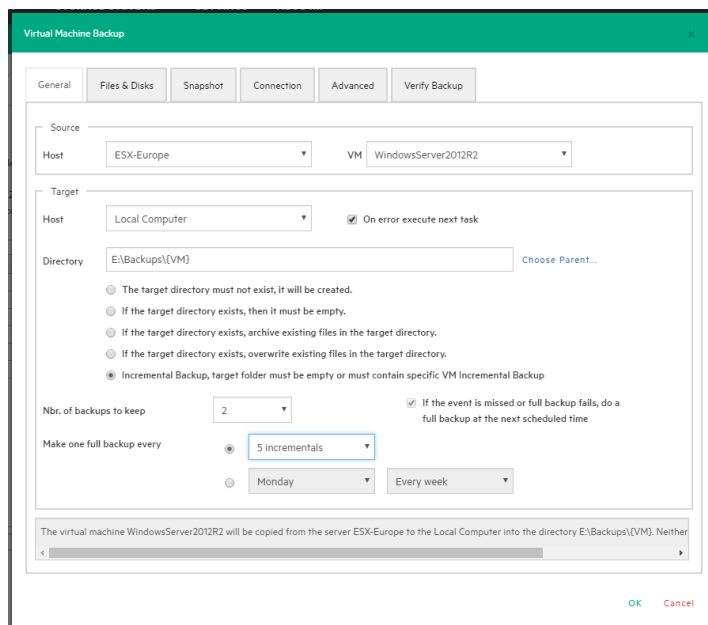 Virtual Machine Backup
General Files & Disks Snapshot Connection Advanced Verify Backup
Source
Host ESX-Europe VM WindowsServer2012R2
Target
Host Local Computer On error execute next task
Directory E:\Backups\{VM} Choose Parent...
The target directory must not exist, it will be created.
If the target directory exists, then it must be empty.
If the target directory exists, archive existing files in the target directory.
If the target directory exists, overwrite existing files in the target directory.
Incremental Backup, target folder must be empty or must contain specific VM Incremental Backup
Nbr. of backups to keep 2 If the event is missed or full backup fails, do a
full backup at the next scheduled time
Make one full backup every 5 incrementals
Monday Every week
The virtual machine WindowsServer2012R2 will be copied from the server ESX-Europe to the Local Computer into the directory E:\Backups\{VM}. Neither
OK Cancel